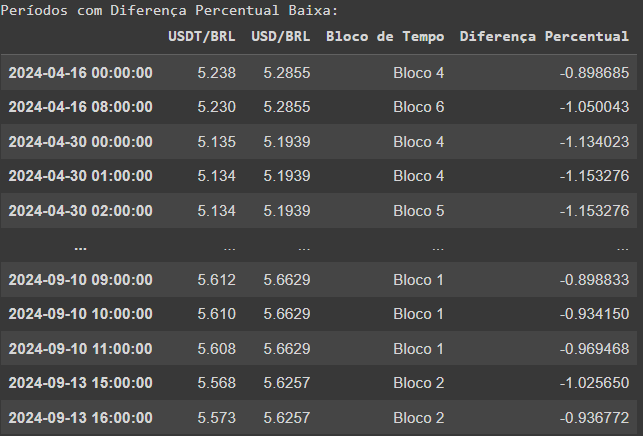 Períodos com Diferença Percentual Baixa:
USDT/BRL USD/BRL Bloco de Tempo Diferença Percentual
2024-04-16 00:00:00 5.238 5.2855 Bloco 4 -0.898685
2024-04-16 08:00:00 5.230 5.2855 Bloco 6 -1.050043
2024-04-30 00:00:00 5.135 5.1939 Bloco 4 -1.134023
2024-04-30 01:00:00 5.134 5.1939 Bloco 4 -1.153276
2024-04-30 02:00:00 5.134 5.1939 Bloco 5 -1.153276
... ... ... ... ...
2024-09-10 09:00:00 5.612 5.6629 Bloco 1 -0.898833
2024-09-10 10:00:00 5.610 5.6629 Bloco 1 -0.934150
2024-09-10 11:00:00 5.608 5.6629 Bloco 1 -0.969468
2024-09-13 15:00:00 5.568 5.6257 Bloco 2 -1.025650
2024-09-13 16:00:00 5.573 5.6257 Bloco 2 -0.936772